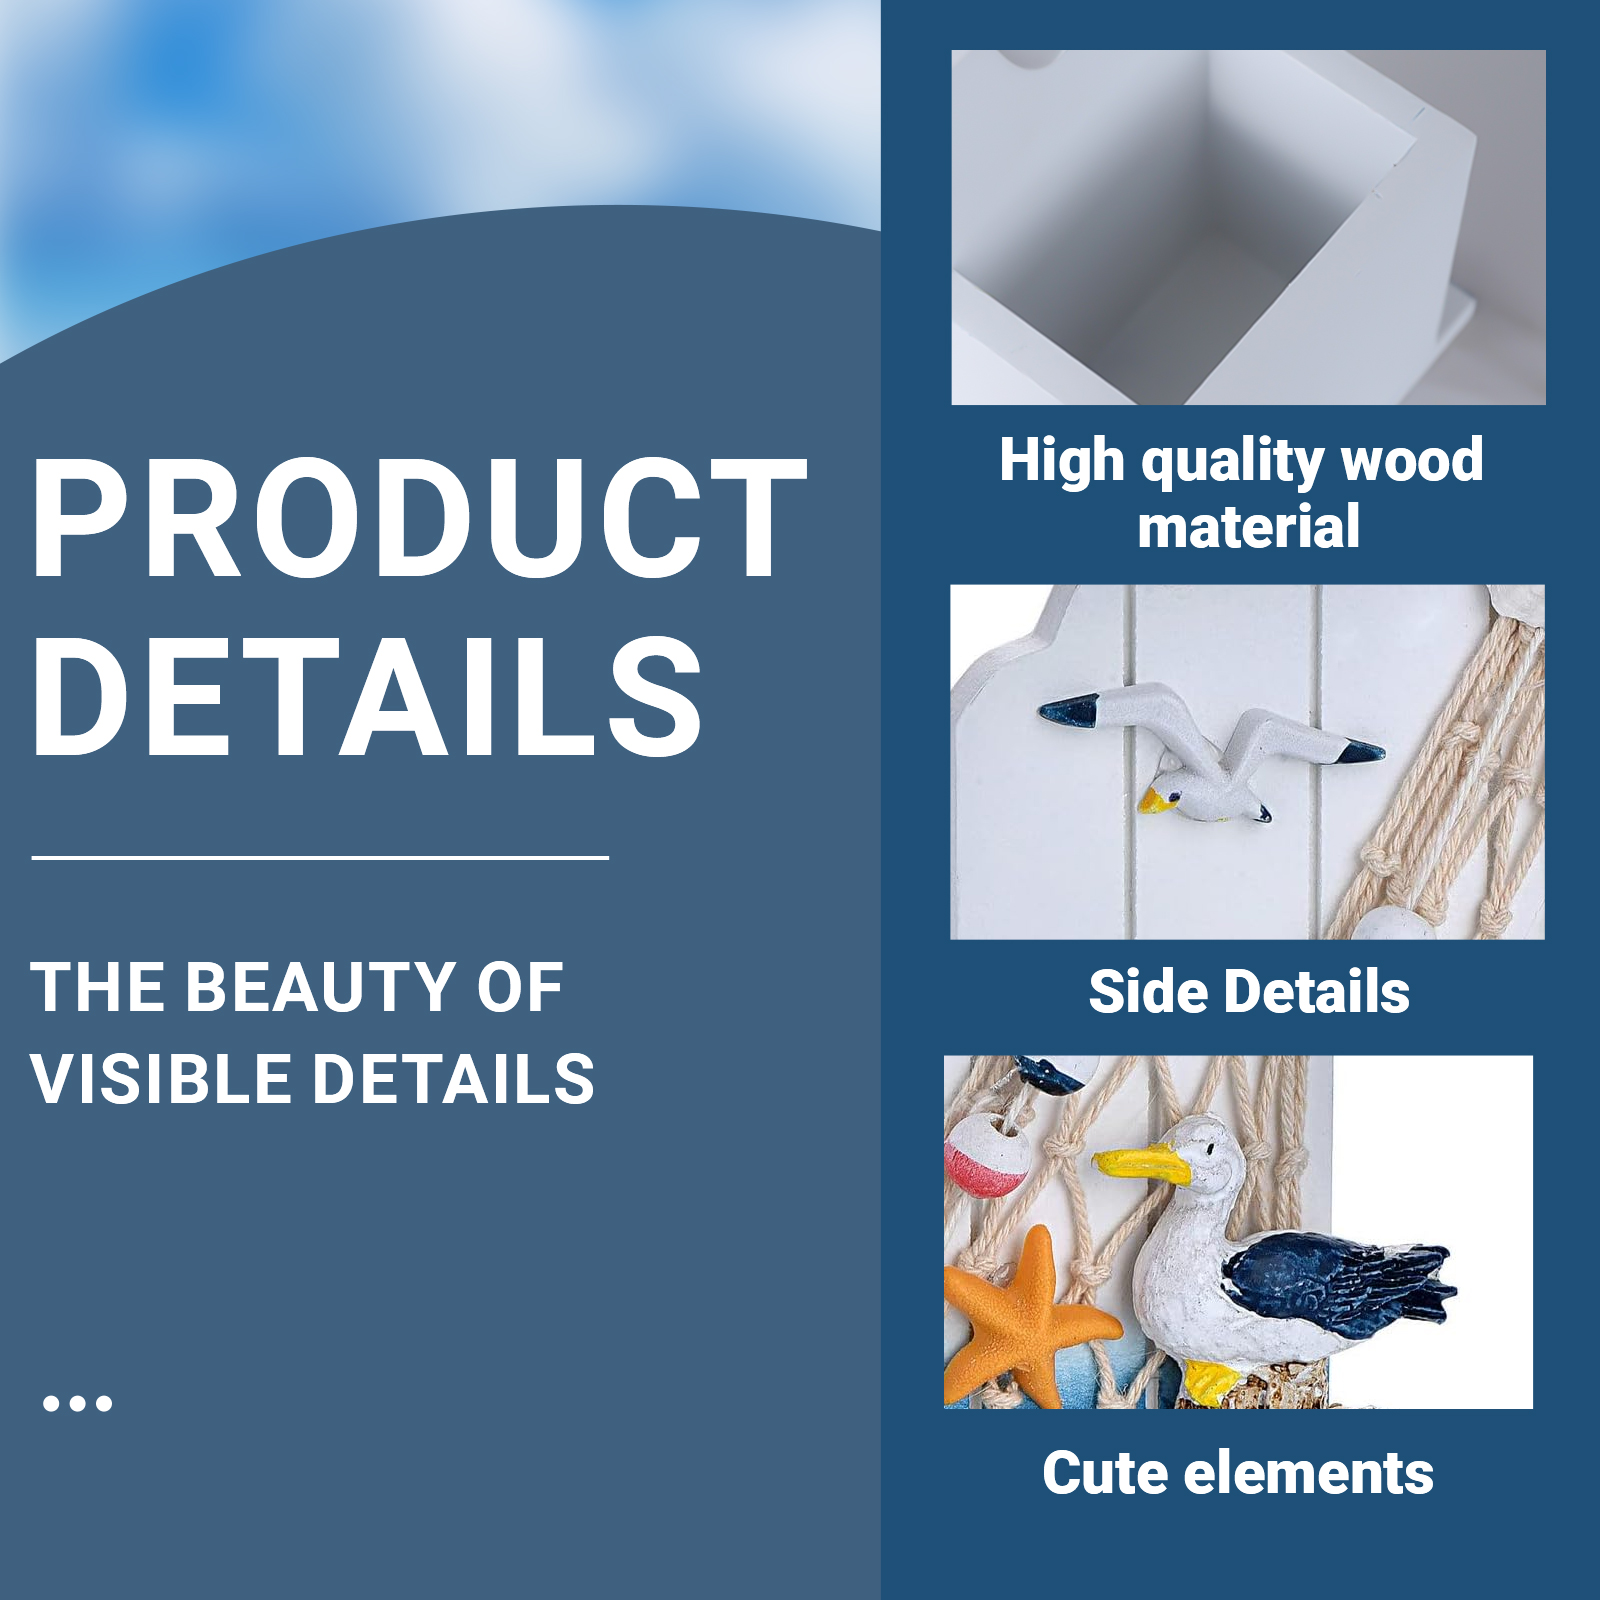 PRODUCT
DETAILS
THE BEAUTY OF
VISIBLE DETAILS
High quality wood
material
Side Details
Cute elements